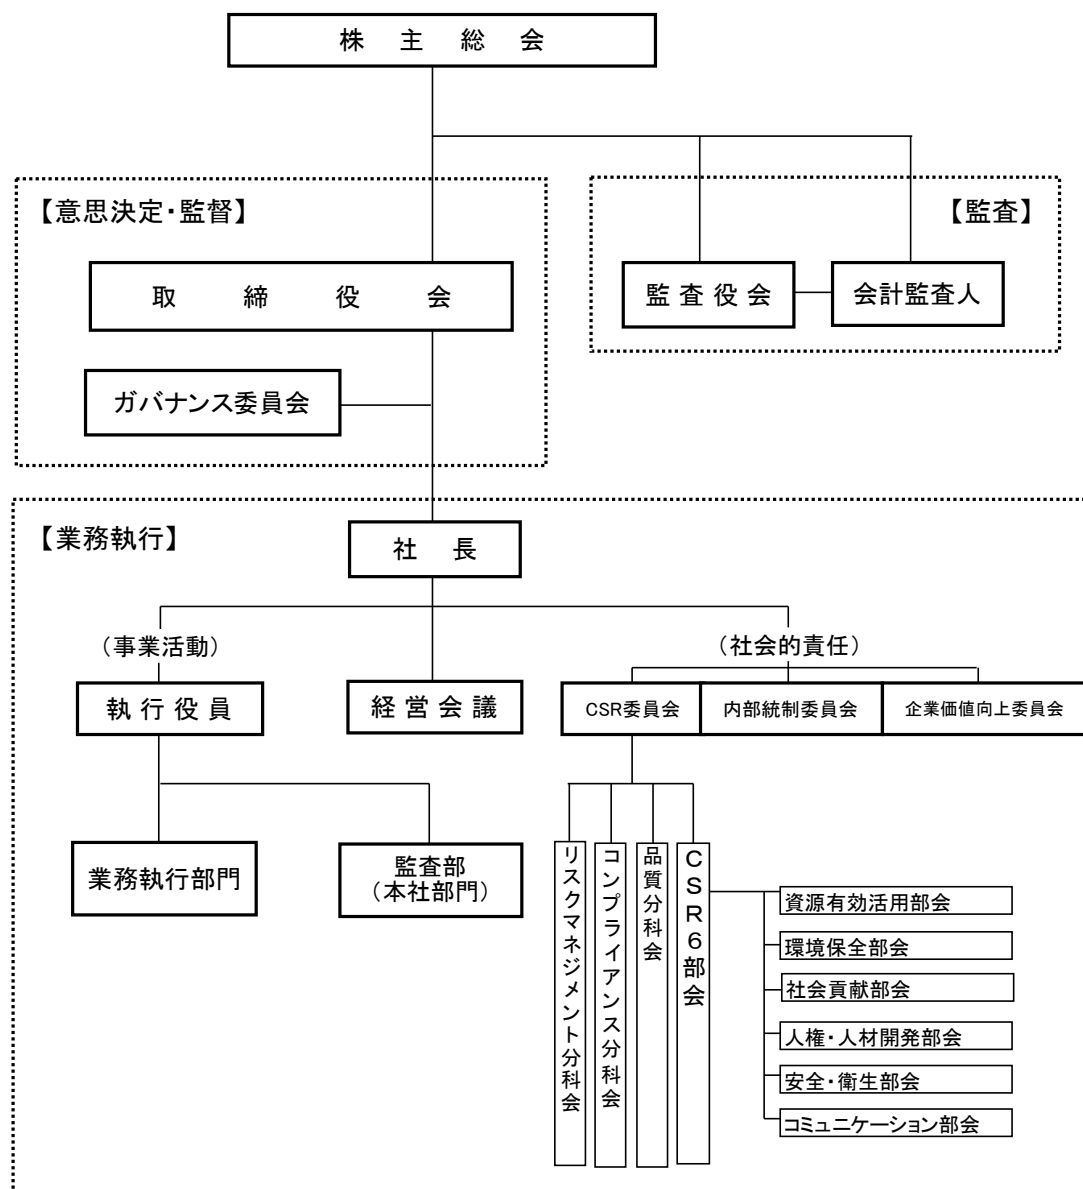 株主総会
【意思決定・監督】
【監査】
取締役会
監査役会
会計監査人
ガバナンス委員会
【業務執行】
社長
（事業活動）
（社会的責任）
執行役員
経営会議
CSR委員会
内部統制委員会
企業価値向上委員会
業務執行部門
監査部
（本社部門）
リスクマネジメント分科会
コンプライアンス分科会
品質分科会
CSR6部会
資源有効活用部会
環境保全部会
社会貢献部会
人権・人材開発部会
安全・衛生部会
コミュニケーション部会